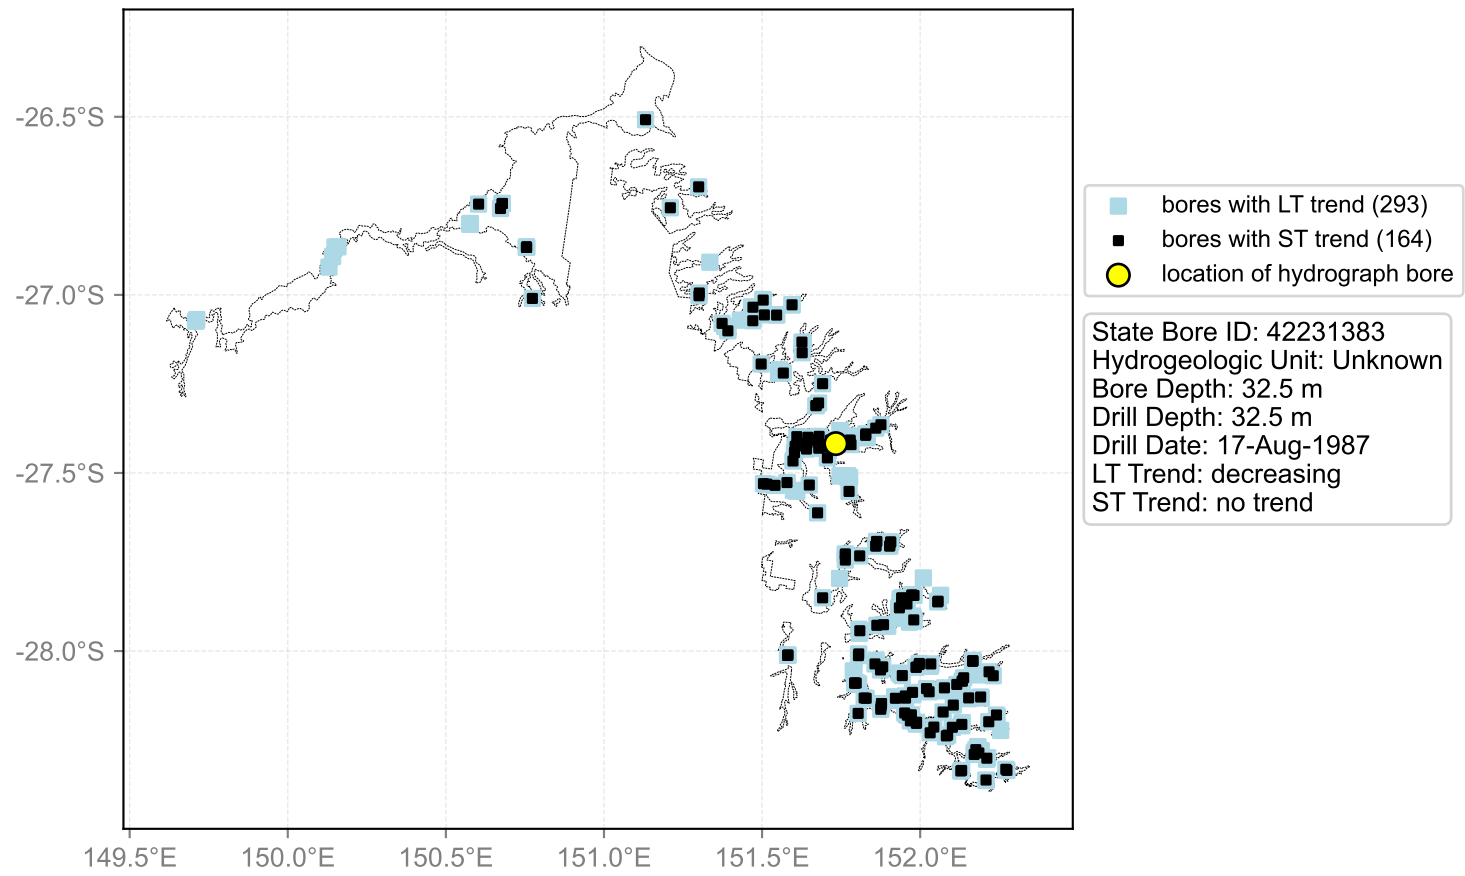 -26.5°S
-27.0°S
-27.5°S
-28.0°S
149.5°E
150.0°E
150.5°E
151.0°E
151.5°E
152.0°E
bores with LT trend (293)
bores with ST trend (164)
location of hydrograph bore
State Bore ID: 42231383
Hydrogeologic Unit: Unknown
Bore Depth: 32.5 m
Drill Depth: 32.5 m
Drill Date: 17-Aug-1987
LT Trend: decreasing
ST Trend: no trend